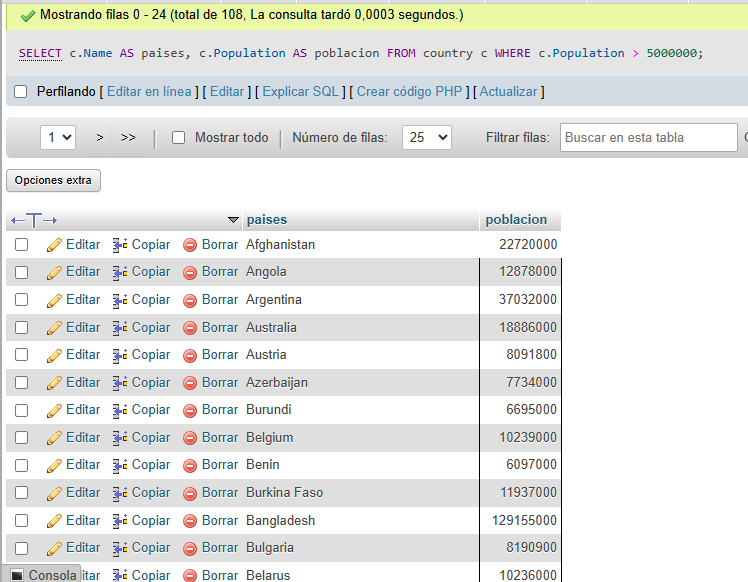 Mostrando filas 0 - 24 (total de 108, La consulta tardó 0,0003 segundos.)
SELECT c.Name AS paises, c.Population AS poblacion FROM country c WHERE c.Population > 5000000;
Perfilando [ Editar en línea ] [ Editar ] [ Explicar SQL ] [ Crear código PHP ] [ Actualizar ]
1 > >> | Mostrar todo | Número de filas: 25 Filtrar filas: Buscar en esta tabla
Opciones extra
←T→ paises poblacion
Editar Copiar Borrar Afghanistan 22720000
Editar Copiar Borrar Angola 12878000
Editar Copiar Borrar Argentina 37032000
Editar Copiar Borrar Australia 18886000
Editar Copiar Borrar Austria 8091800
Editar Copiar Borrar Azerbaijan 7734000
Editar Copiar Borrar Burundi 6695000
Editar Copiar Borrar Belgium 10239000
Editar Copiar Borrar Benin 6097000
Editar Copiar Borrar Burkina Faso 11937000
Editar Copiar Borrar Bangladesh 129155000
Editar Copiar Borrar Bulgaria 8190900
Consola itar Copiar Borrar Belarus 10236000